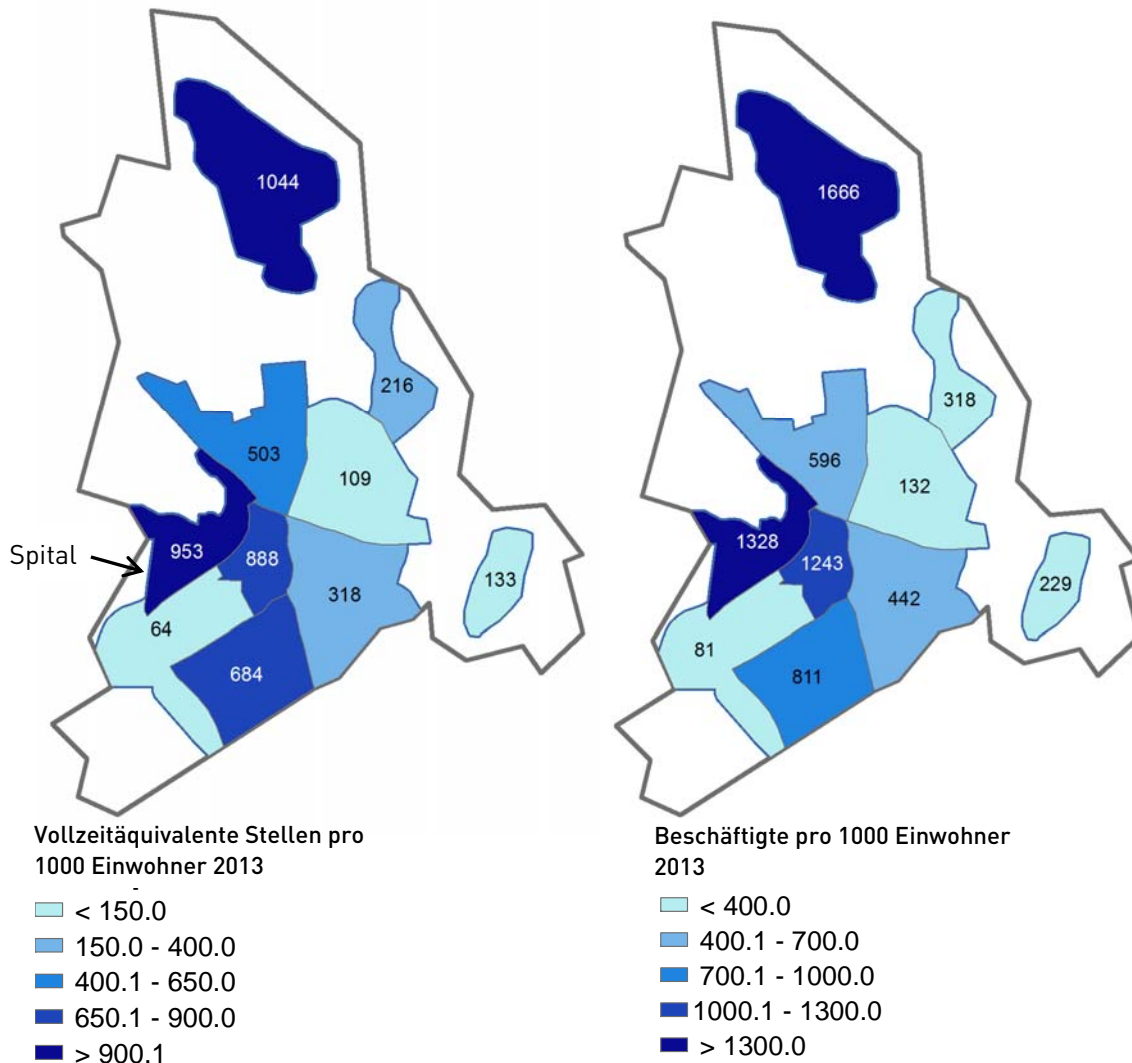 1044
216
503
109
953
888
Spital
133
318
64
684
Vollzeitäquivalente Stellen pro
1000 Einwohner 2013
< 150.0
150.0 - 400.0
400.1 - 650.0
650.1 - 900.0
> 900.1
1666
318
596
132
1328
1243
229
442
81
811
Beschäftigte pro 1000 Einwohner
2013
< 400.0
400.1 - 700.0
700.1 - 1000.0
1000.1 - 1300.0
> 1300.0